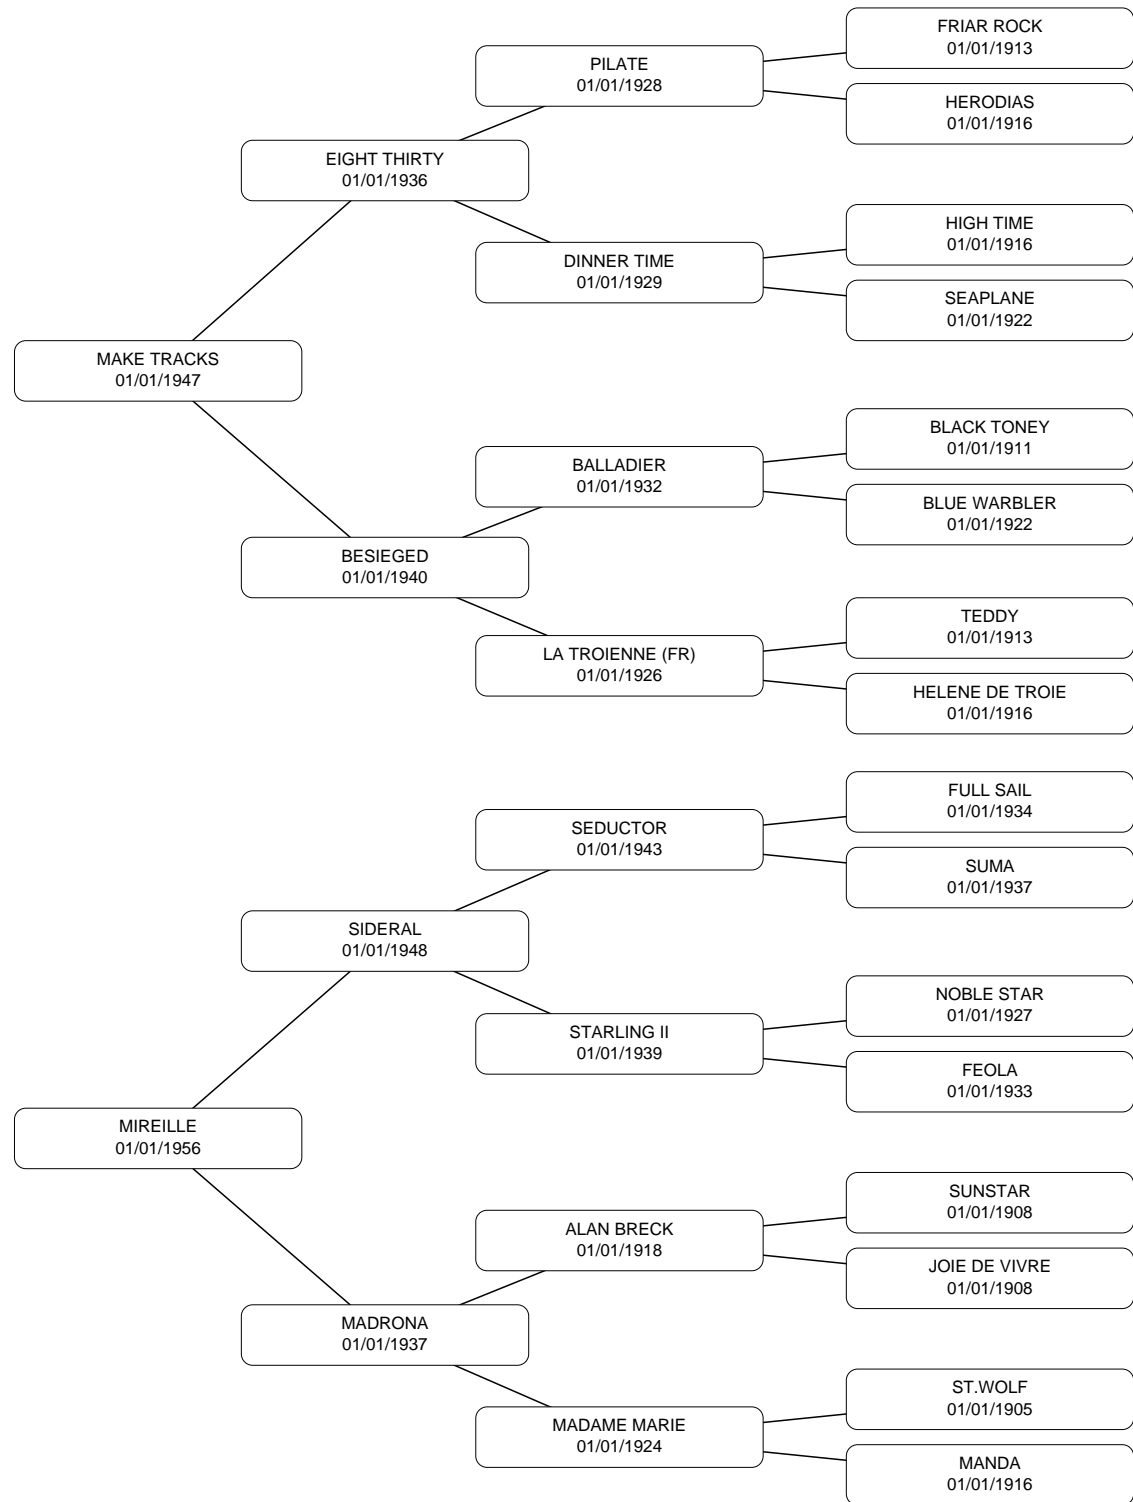 FRIAR ROCK
01/01/1913
PILATE
01/01/1928
HERODIAS
01/01/1916
EIGHT THIRTY
01/01/1936
HIGH TIME
01/01/1916
DINNER TIME
01/01/1929
SEAPLANE
01/01/1922
MAKE TRACKS
01/01/1947
BLACK TONEY
01/01/1911
BALLADIER
01/01/1932
BLUE WARBLER
01/01/1922
BESIEGED
01/01/1940
TEDDY
01/01/1913
LA TROIENNE (FR)
01/01/1926
HELENE DE TROIE
01/01/1916
FULL SAIL
01/01/1934
SEDUCTOR
01/01/1943
SUMA
01/01/1937
SIDERAL
01/01/1948
NOBLE STAR
01/01/1927
STARLING II
01/01/1939
FEOLA
01/01/1933
MIREILLE
01/01/1956
SUNSTAR
01/01/1908
ALAN BRECK
01/01/1918
JOIE DE VIVRE
01/01/1908
MADRONA
01/01/1937
ST.WOLF
01/01/1905
MADAME MARIE
01/01/1924
MANDA
01/01/1916